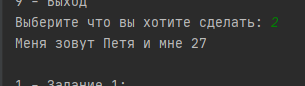 9 - Выход
Выберите что вы хотите сделать: 2
Меня зовут Петя и мне 27
1 - Задание 1: